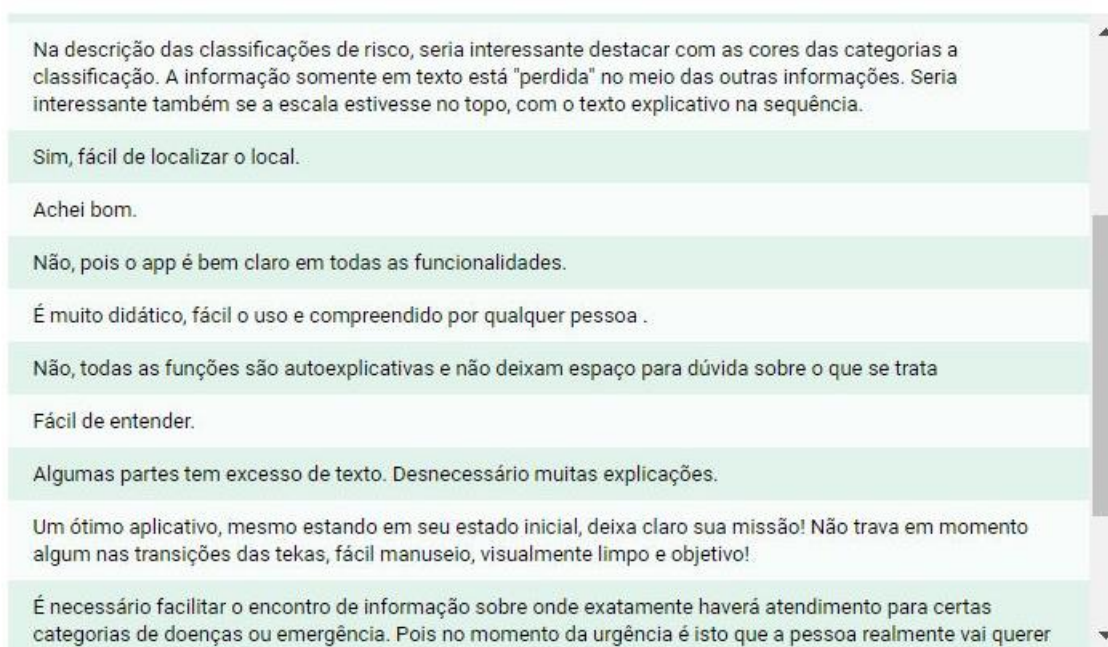 Na descrição das classificações de risco, seria interessante destacar com as cores das categorias a
classificação. A informação somente em texto está "perdida" no meio das outras informações. Seria
interessante também se a escala estivesse no topo, com o texto explicativo na sequência.
Sim, fácil de localizar o local.
Achei bom.
Não, pois o app é bem claro em todas as funcionalidades.
É muito didático, fácil o uso e compreendido por qualquer pessoa .
Não, todas as funções são autoexplicativas e não deixam espaço para dúvida sobre o que se trata
Fácil de entender.
Algumas partes tem excesso de texto. Desnecessário muitas explicações.
Um ótimo aplicativo, mesmo estando em seu estado inicial, deixa claro sua missão! Não trava em momento
algum nas transições das tekas, fácil manuseio, visualmente limpo e objetivo!
É necessário facilitar o encontro de informação sobre onde exatamente haverá atendimento para certas
categorias de doenças ou emergência. Pois no momento da urgência é isto que a pessoa realmente vai querer